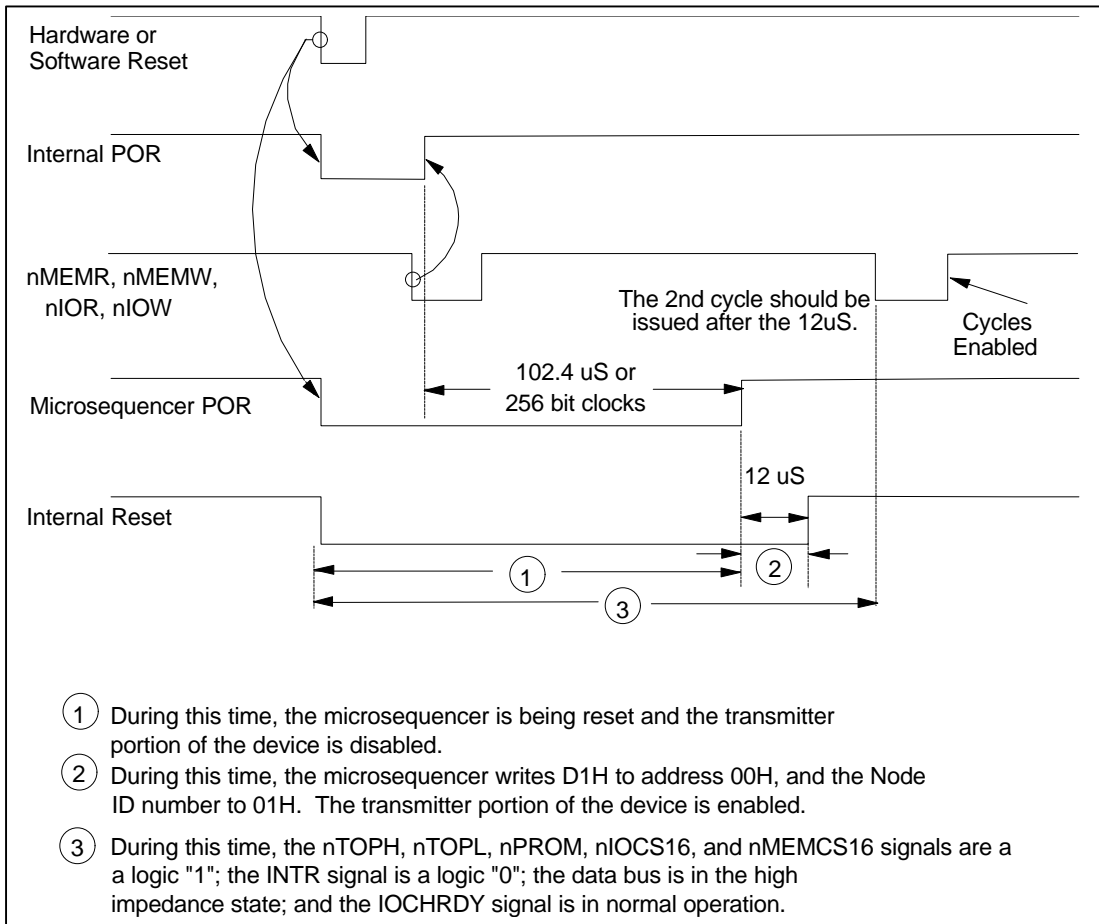 Hardware or
Software Reset
Internal POR
nMEMR, nMEMW,
nIOR, nIOW
The 2nd cycle should be
issued after the 12uS.
Cycles
Enabled
102.4 uS or
256 bit clocks
Microsequencer POR
12 uS
Internal Reset
1
2
3
1 During this time, the microsequencer is being reset and the transmitter
portion of the device is disabled.
2 During this time, the microsequencer writes D1H to address 00H, and the Node
ID number to 01H. The transmitter portion of the device is enabled.
3 During this time, the nTOPH, nTOPL, nPROM, nIOCS16, and nMEMCS16 signals are a
a logic "1"; the INTR signal is a logic "0"; the data bus is in the high
impedance state; and the IOCHRDY signal is in normal operation.